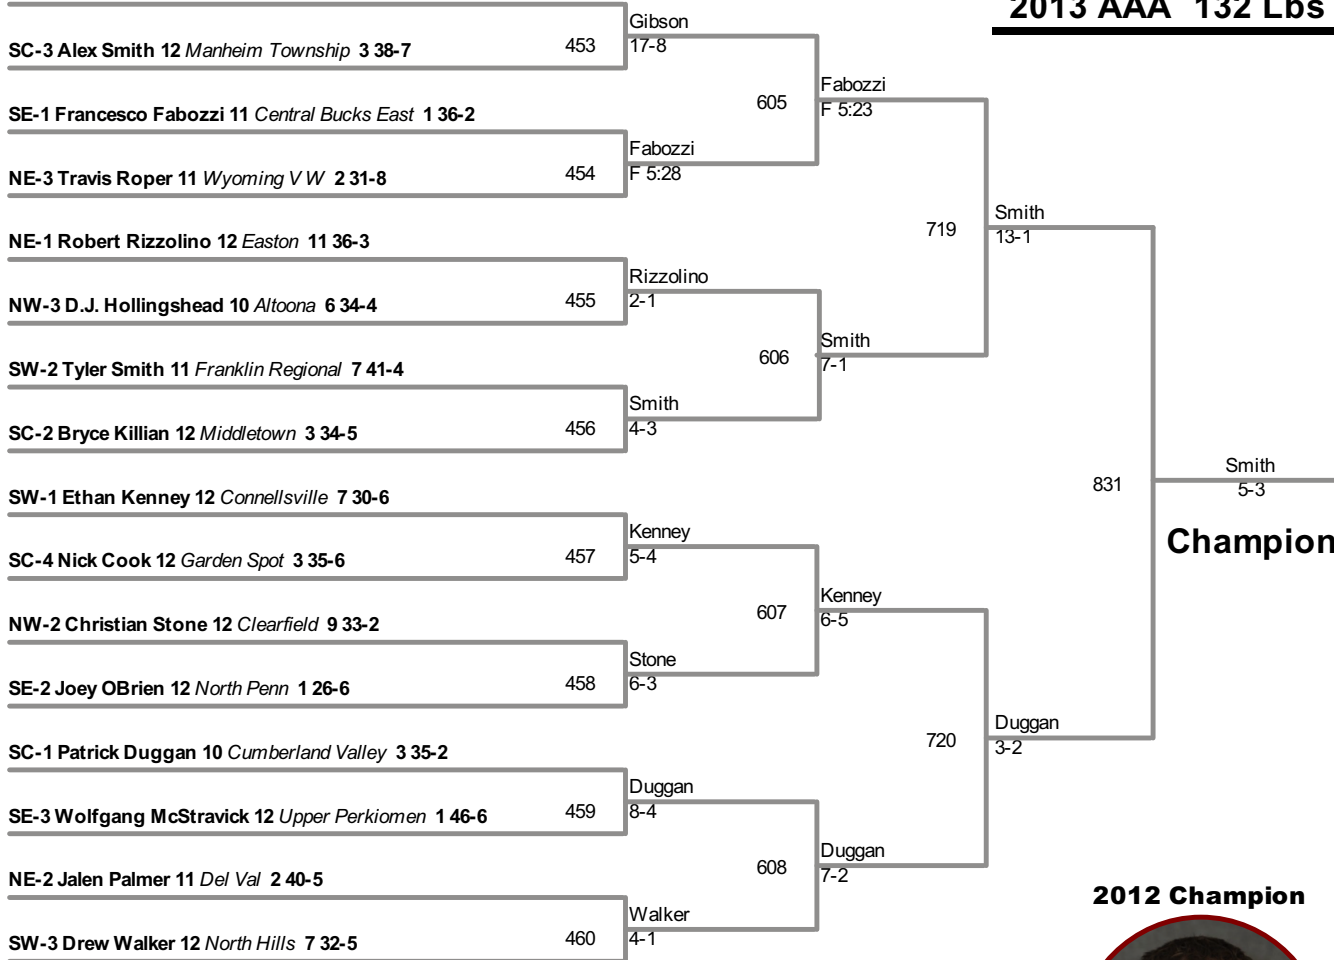 2013 AAA 132 Lbs
Gibson
SC-3 Alex Smith 12 Manheim Township 3 38-7
453
17-8
Fabozzi
605
F 5:23
SE-1 Francesco Fabozzi 11 Central Bucks East 1 36-2
Fabozzi
NE-3 Travis Roper 11 Wyoming V W 2 31-8
454
F 5:28
Smith
719
13-1
NE-1 Robert Rizzolino 12 Easton 11 36-3
Rizzolino
NW-3 D.J. Hollingshead 10 Altoona 6 34-4
455
2-1
Smith
606
7-1
SW-2 Tyler Smith 11 Franklin Regional 7 41-4
Smith
SC-2 Bryce Killian 12 Middletown 3 34-5
456
4-3
Smith
831
5-3
Champion
SW-1 Ethan Kenney 12 Connellsville 7 30-6
Kenney
SC-4 Nick Cook 12 Garden Spot 3 35-6
457
5-4
Kenney
607
6-5
NW-2 Christian Stone 12 Clearfield 9 33-2
Stone
SE-2 Joey OBrien 12 North Penn 1 26-6
458
6-3
Duggan
720
3-2
SC-1 Patrick Duggan 10 Cumberland Valley 3 35-2
Duggan
SE-3 Wolfgang McStravick 12 Upper Perkiomen 1 46-6
459
8-4
Duggan
608
7-2
NE-2 Jalen Palmer 11 Del Val 2 40-5
Walker
SW-3 Drew Walker 12 North Hills 7 32-5
460
4-1
2012 Champion